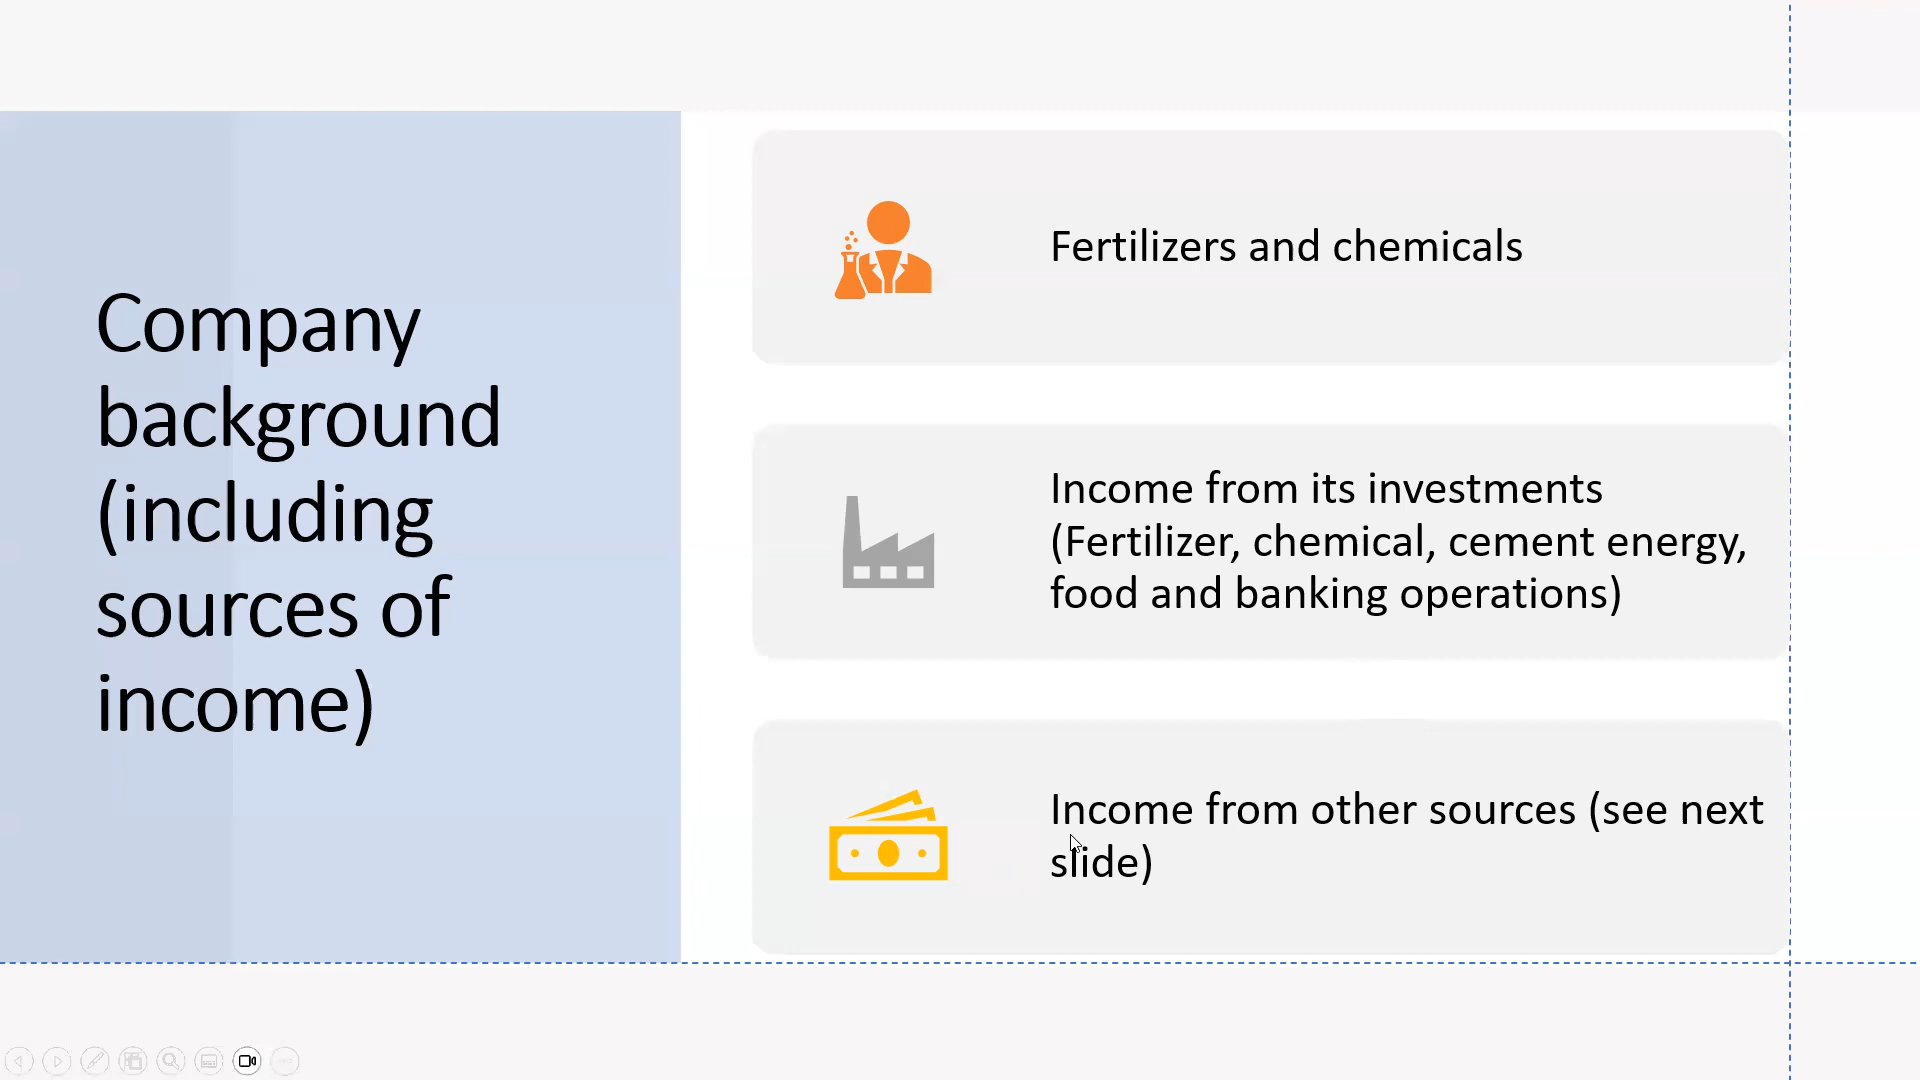 Company
background
(including
sources of
income)
Fertilizers and chemicals
Income from its investments
(Fertilizer, chemical, cement energy,
food and banking operations)
Income from other sources (see next
slide)